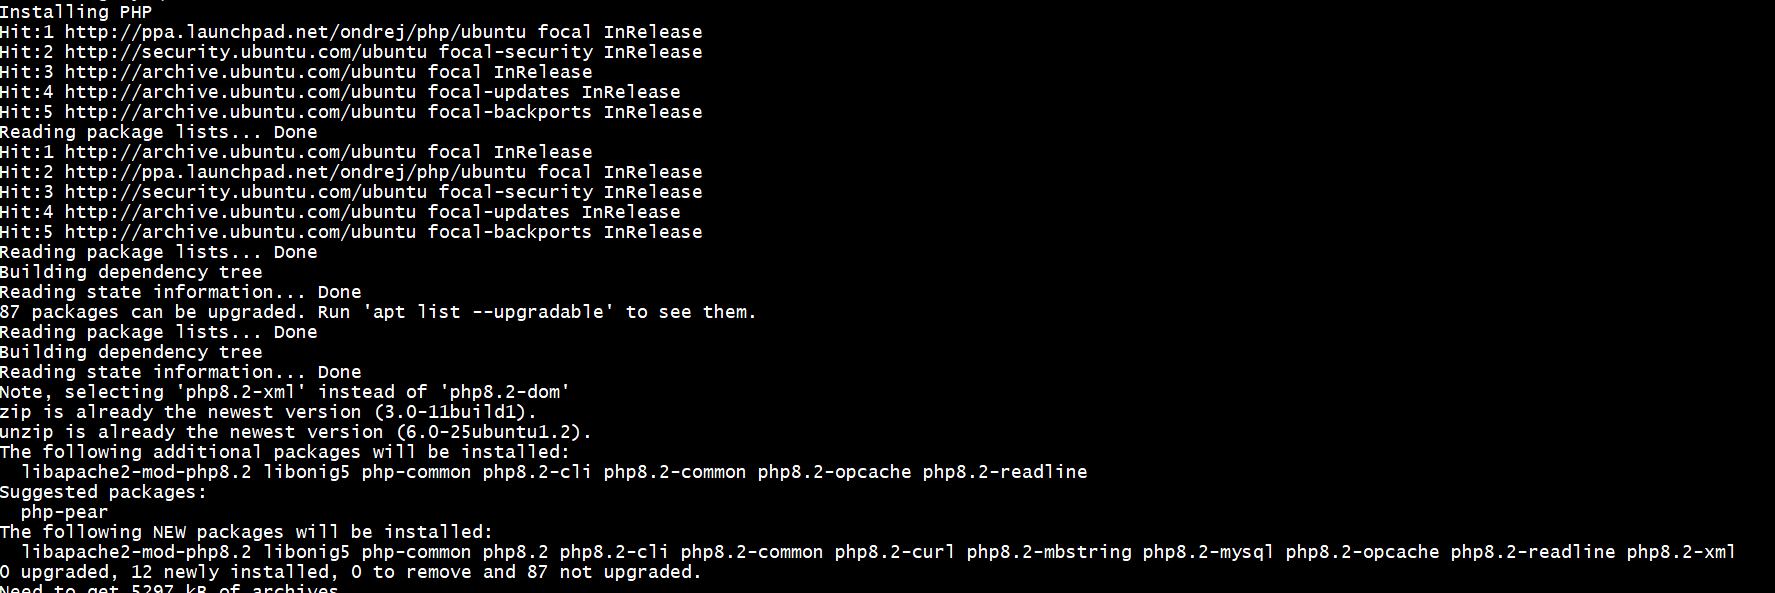 Installing PHP
Hit:1 http://ppa.launchpad.net/ondrej/php/ubuntu focal InRelease
Hit:2 http://security.ubuntu.com/ubuntu focal-security InRelease
Hit:3 http://archive.ubuntu.com/ubuntu focal InRelease
Hit:4 http://archive.ubuntu.com/ubuntu focal-updates InRelease
Hit:5 http://archive.ubuntu.com/ubuntu focal-backports InRelease
Reading package lists... Done
Hit:1 http://archive.ubuntu.com/ubuntu focal InRelease
Hit:2 http://ppa.launchpad.net/ondrej/php/ubuntu focal InRelease
Hit:3 http://security.ubuntu.com/ubuntu focal-security InRelease
Hit:4 http://archive.ubuntu.com/ubuntu focal-updates InRelease
Hit:5 http://archive.ubuntu.com/ubuntu focal-backports InRelease
Reading package lists... Done
Building dependency tree
Reading state information... Done
87 packages can be upgraded. Run 'apt list --upgradable' to see them.
Reading package lists... Done
Building dependency tree
Reading state information... Done
Note, selecting 'php8.2-xml' instead of 'php8.2-dom'
zip is already the newest version (3.0-11build1).
unzip is already the newest version (6.0-25ubuntu1.2).
The following additional packages will be installed:
  libapache2-mod-php8.2 libonig5 php-common php8.2-cli php8.2-common php8.2-opcache php8.2-readline
Suggested packages:
  php-pear
The following NEW packages will be installed:
  libapache2-mod-php8.2 libonig5 php-common php8.2 php8.2-cli php8.2-common php8.2-curl php8.2-mbstring php8.2-mysql php8.2-opcache php8.2-readline php8.2-xml
0 upgraded, 12 newly installed, 0 to remove and 87 not upgraded.
Need to get 5297 kB of archives.